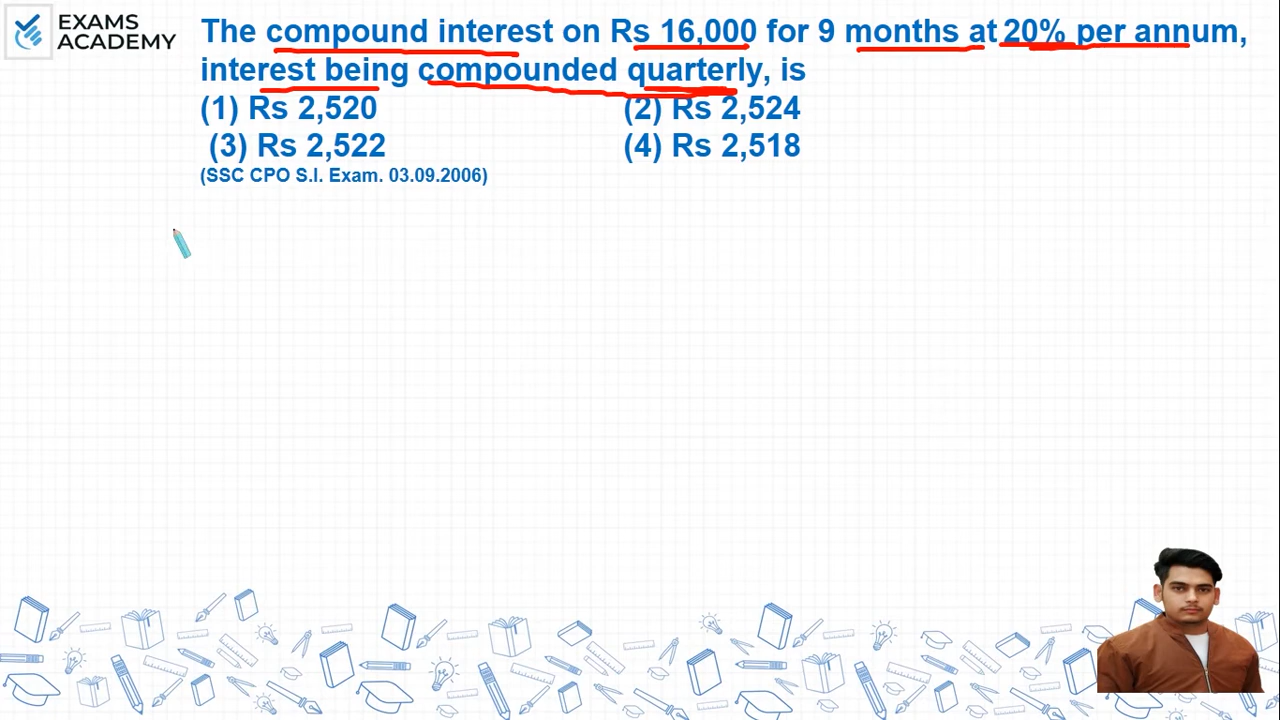 EXAMS
ACADEMY
The compound interest on Rs 16,000 for 9 months at 20% per annum,
interest being compounded quarterly, is
(1) Rs 2,520 (2) Rs 2,524
(3) Rs 2,522 (4) Rs 2,518
(SSC CPO S.I. Exam. 03.09.2006)